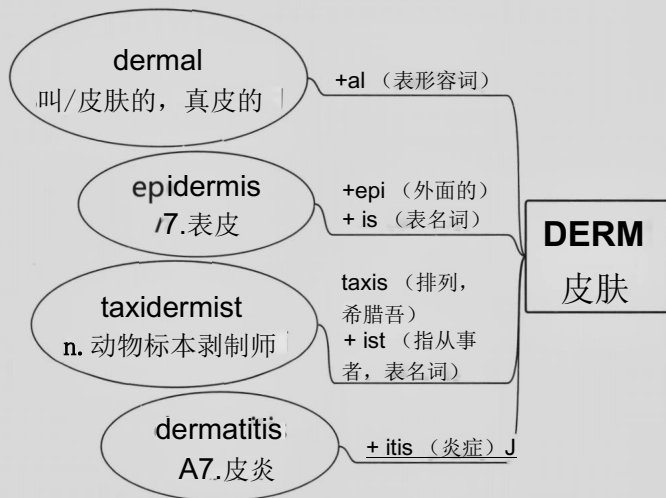 dermal
叫/皮肤的，真皮的
+al （表形容词）
epidermis
/7.表皮
+epi （外面的）
+ is （表名词）
DERM
皮肤
taxidermist
n. 动物标本剥制师
taxis （排列，
希腊吾）
+ ist （指从事
者，表名词）
dermatitis
A7.皮炎
+ itis （炎症）J